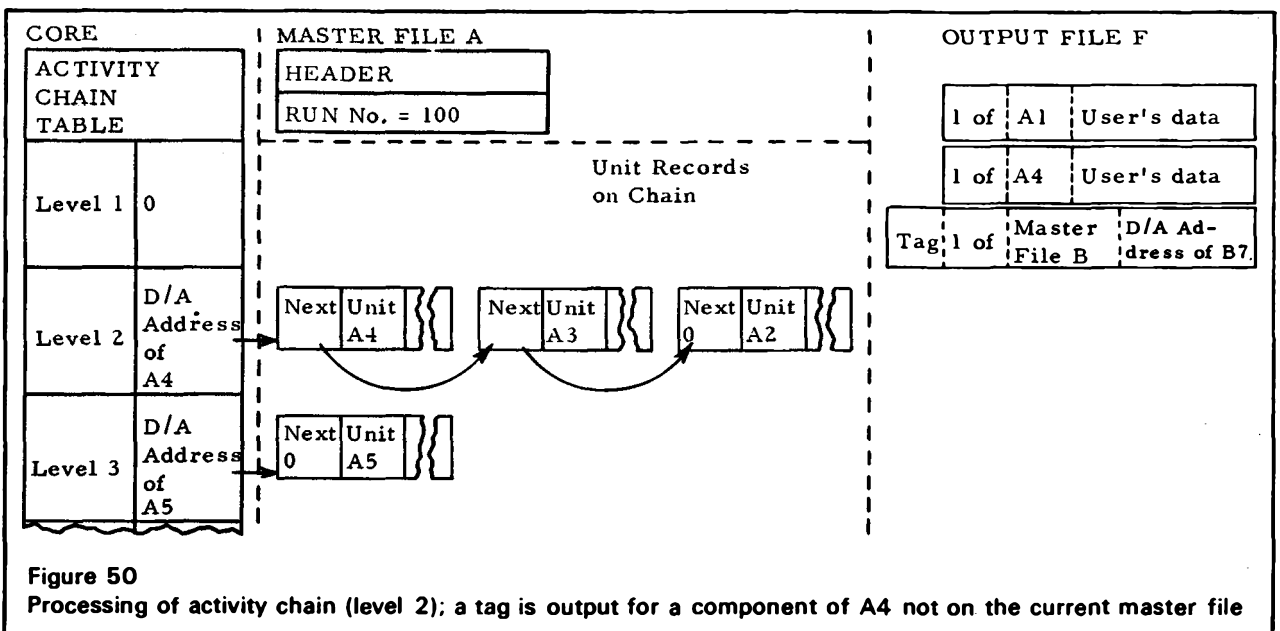 CORE
ACTIVITY
CHAIN
TABLE
Level 1
0
Level 2
D/A
Address
of
A4
Level 3
D/A
Address
of
A5
MASTER FILE A
HEADER
RUN No. = 100
Unit Records
on Chain
Next
Unit
A4
Next
Unit
A3
Next
0
Unit
A2
Next
0
Unit
A5
OUTPUT FILE F
1 of A1 User's data
1 of A4 User's data
Tag 1 of
Master
File B
D/A Ad-
dress of B7.
Figure 50
Processing of activity chain (level 2); a tag is output for a component of A4 not on the current master file